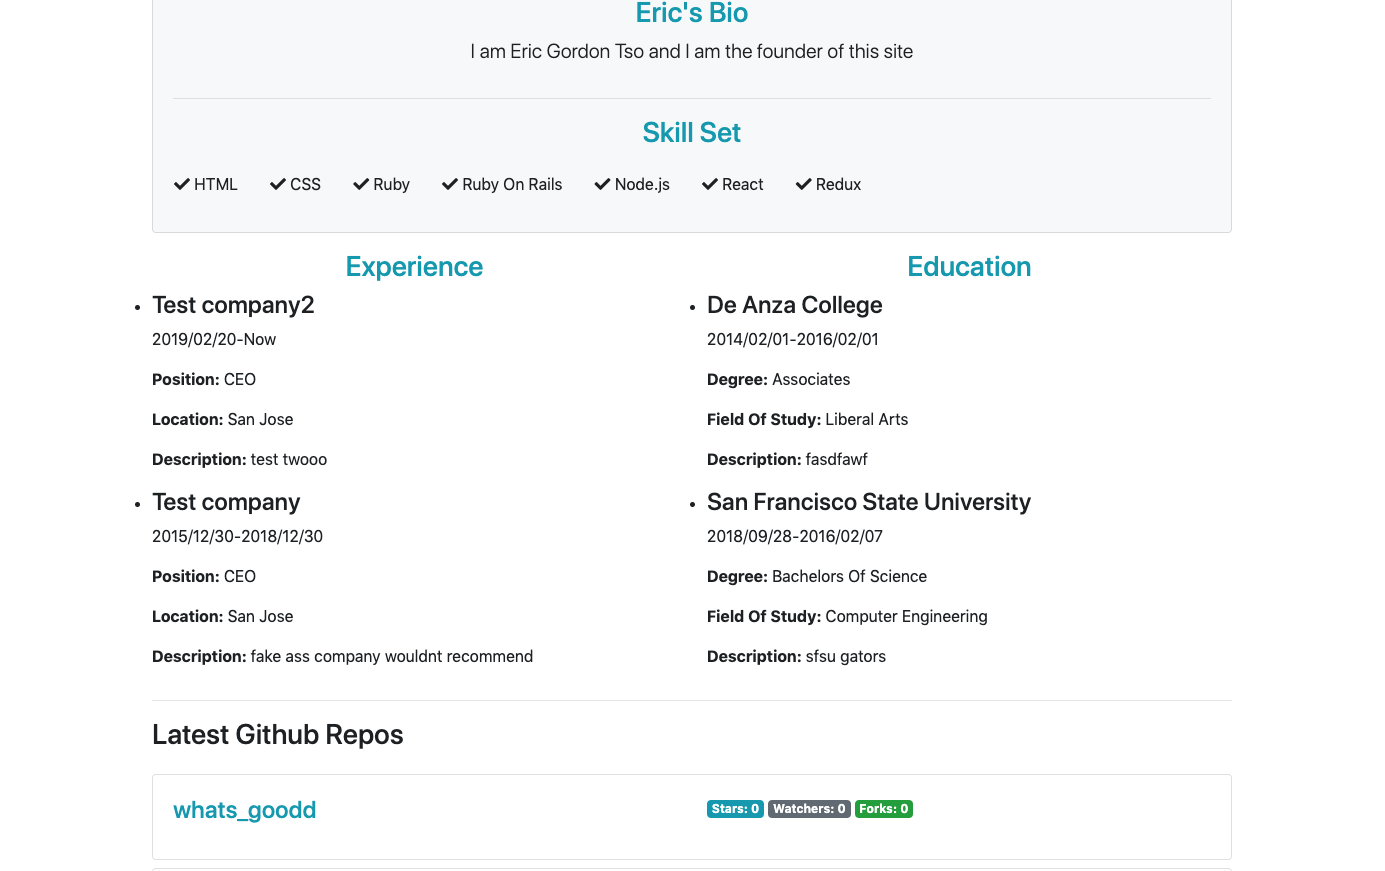 Eric's Bio
I am Eric Gordon Tso and I am the founder of this site
Skill Set
HTML CSS Ruby Ruby On Rails Node.js React Redux
Experience
Test company2
2019/02/20-Now
Position: CEO
Location: San Jose
Description: test twooo
Test company
2015/12/30-2018/12/30
Position: CEO
Location: San Jose
Description: fake ass company wouldnt recommend
Education
De Anza College
2014/02/01-2016/02/01
Degree: Associates
Field Of Study: Liberal Arts
Description: fasdfawf
San Francisco State University
2018/09/28-2016/02/07
Degree: Bachelors Of Science
Field Of Study: Computer Engineering
Description: sfsu gators
Latest Github Repos
whats_goodd
Stars: 0 Watchers: 0 Forks: 0